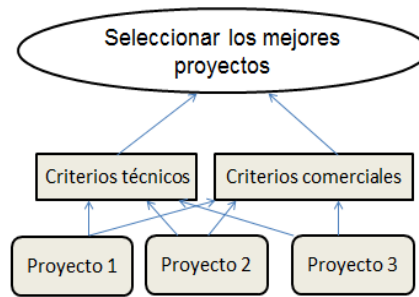 Seleccionar los mejores
proyectos
Criterios técnicos
Criterios comerciales
Proyecto 1
Proyecto 2
Proyecto 3